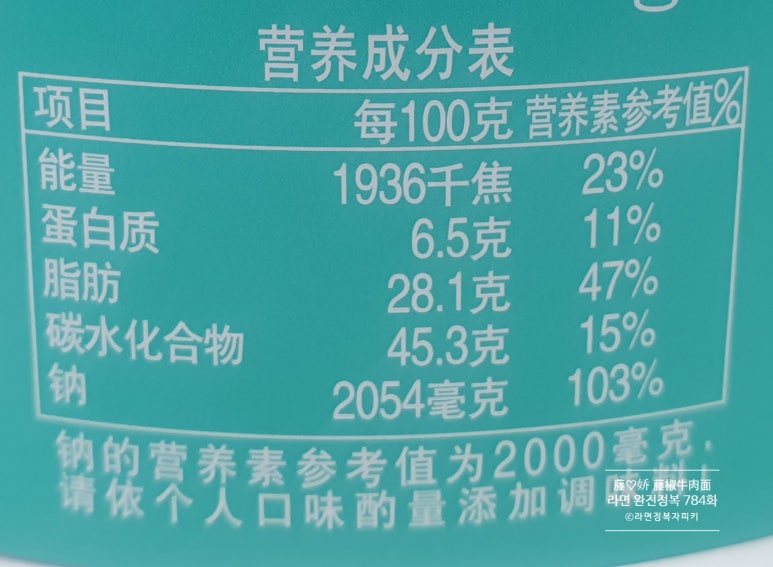 营养成分表
项目 每100克 营养素参考值%
能量 1936千焦 23%
蛋白质 6.5克 11%
脂肪 28.1克 47%
碳水化合物 45.3克 15%
钠 2054毫克 103%
钠的营养素参考值为2000毫克,
请依个人口味酌量添加调味料!
藤♡娇 藤椒牛肉面
라면 완전정복 784화
©라면정복자피키